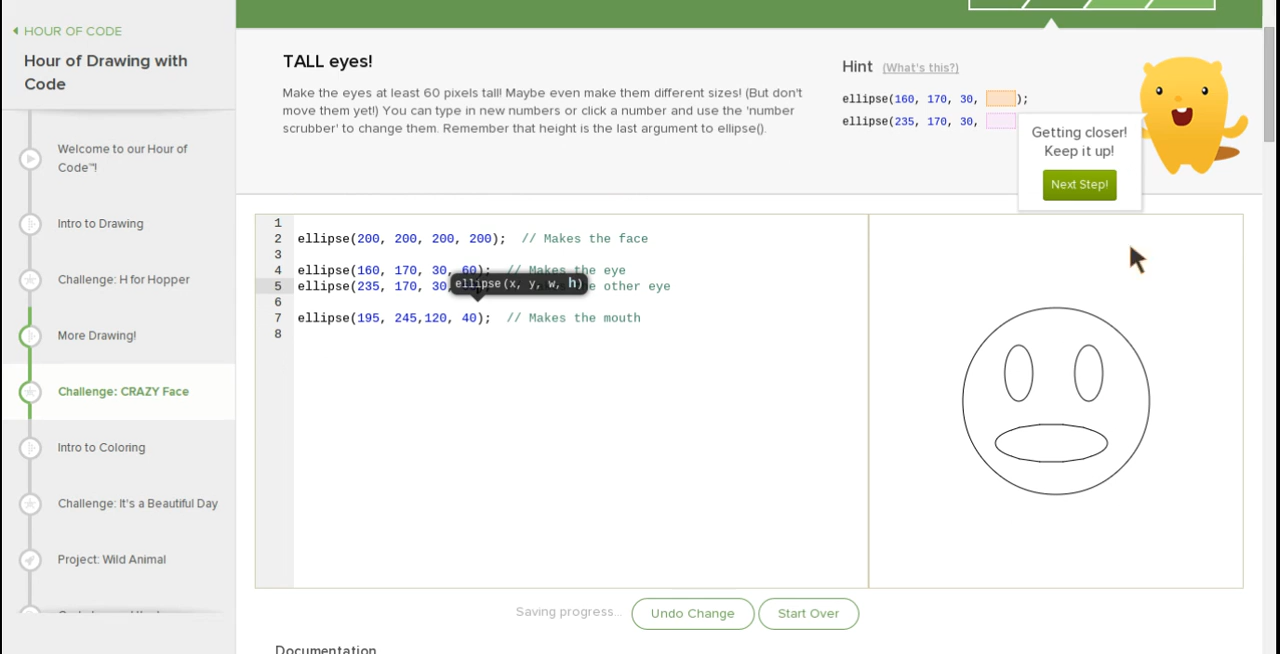 HOUR OF CODE
Hour of Drawing with
Code
Welcome to our Hour of
Code™!
Intro to Drawing
Challenge: H for Hopper
More Drawing!
Challenge: CRAZY Face
Intro to Coloring
Challenge: It's a Beautiful Day
Project: Wild Animal
TALL eyes!
Make the eyes at least 60 pixels tall! Maybe even make them different sizes! (But don't
move them yet!) You can type in new numbers or click a number and use the 'number
scrubber' to change them. Remember that height is the last argument to ellipse().
Hint (What's this?)
ellipse(160, 170, 30, );
ellipse(235, 170, 30,
Getting closer!
Keep it up!
Next Step!
1
2 ellipse(200, 200, 200, 200); // Makes the face
3
4 ellipse(160, 170, 30, 60); // Makes the eye
5 ellipse(235, 170, 30, other eye
ellipse(x, y, w, h)
6
7 ellipse(195, 245,120, 40); // Makes the mouth
8
Saving progress...
Undo Change
Start Over
Documentation